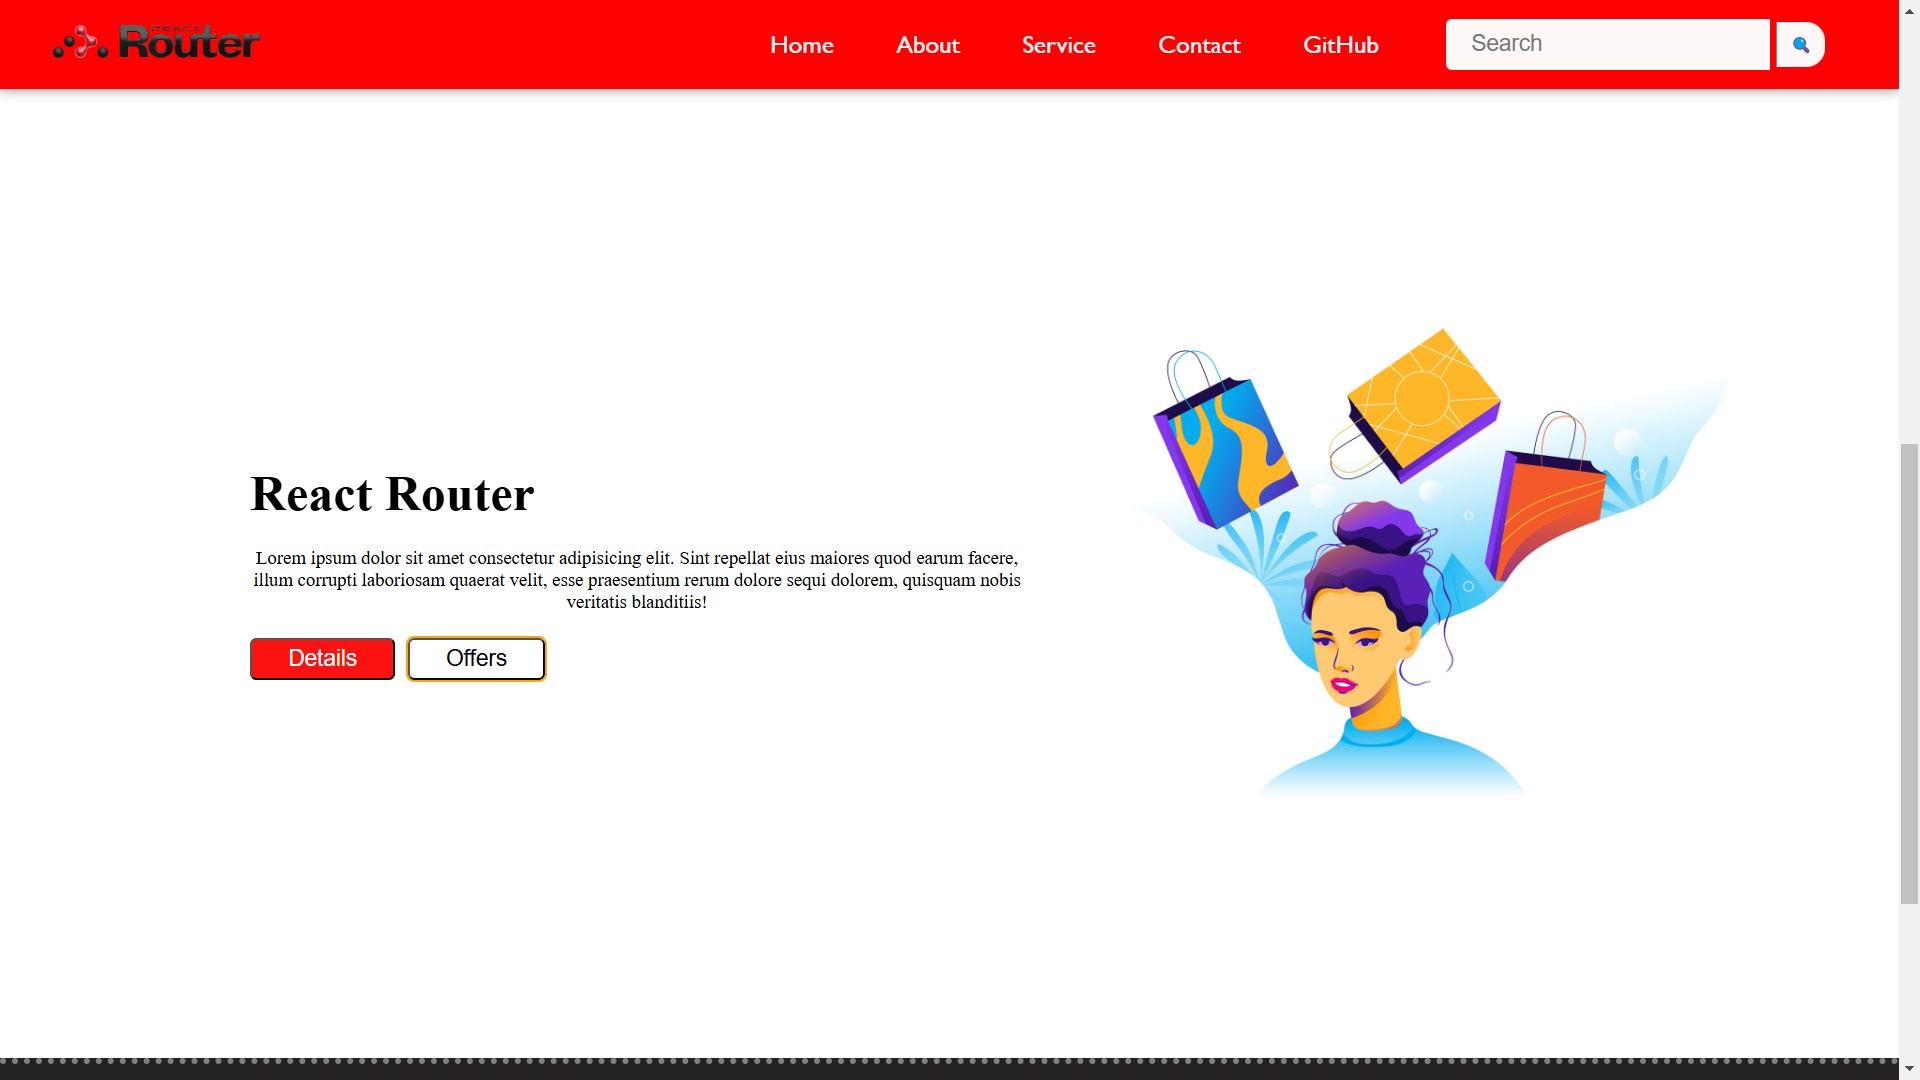 REACT
Router
Home About Service Contact GitHub Search
React Router
Lorem ipsum dolor sit amet consectetur adipisicing elit. Sint repellat eius maiores quod earum facere,
illum corrupti laboriosam quaerat velit, esse praesentium rerum dolore sequi dolorem, quisquam nobis
veritatis blanditiis!
Details Offers